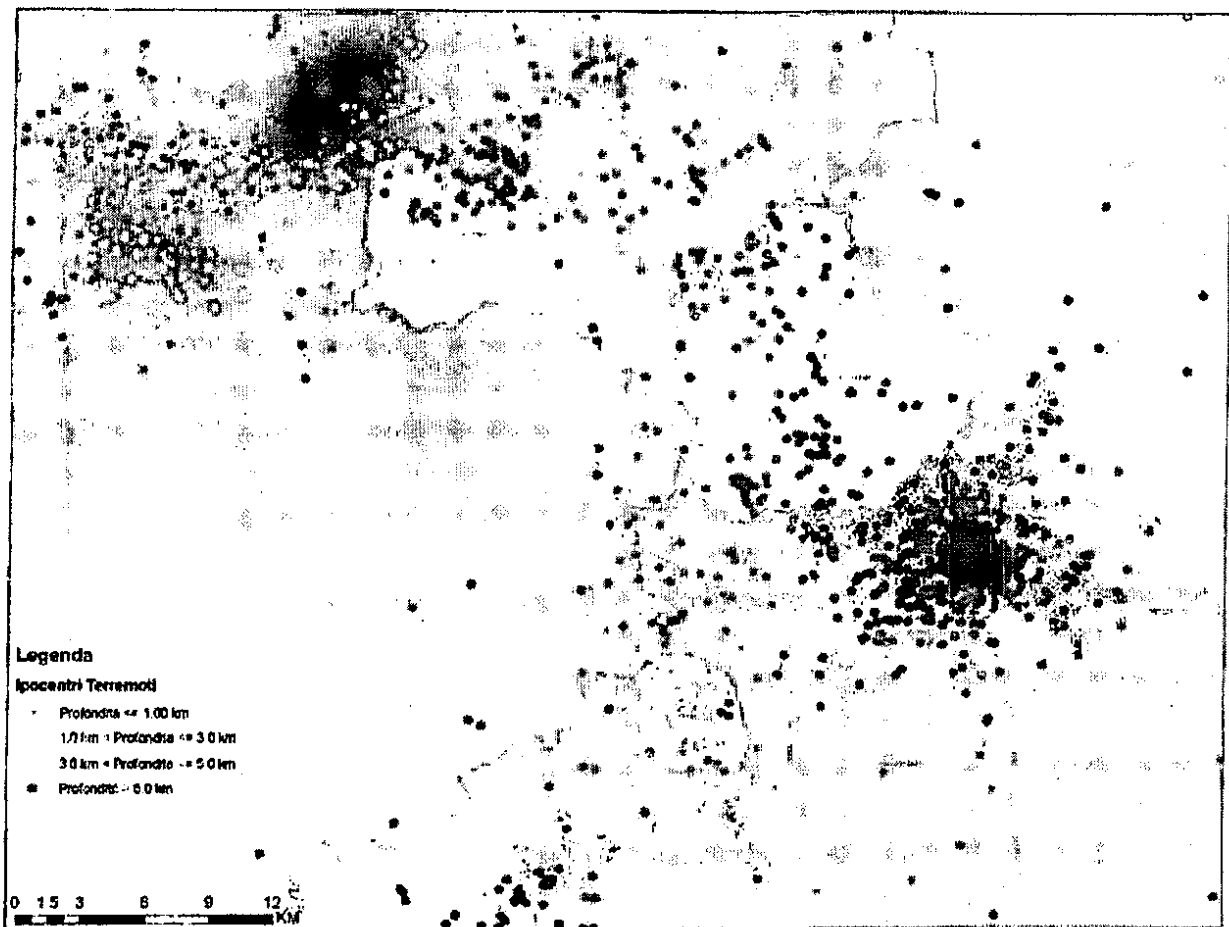 Legenda
Ipocentri Terremoti
Profondità <= 1.00 km
1.01 km < Profondità <= 3.0 km
3.0 km < Profondità <= 5.0 km
Profondità > 5.0 km
0 1 5 3 6 9 12
KM